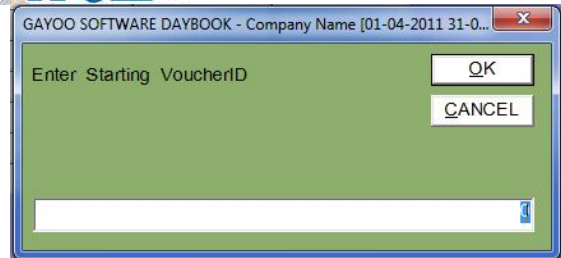 GAYOO SOFTWARE DAYBOOK - Company Name [01-04-2011 31-0...
Enter Starting VoucherID
OK
CANCEL